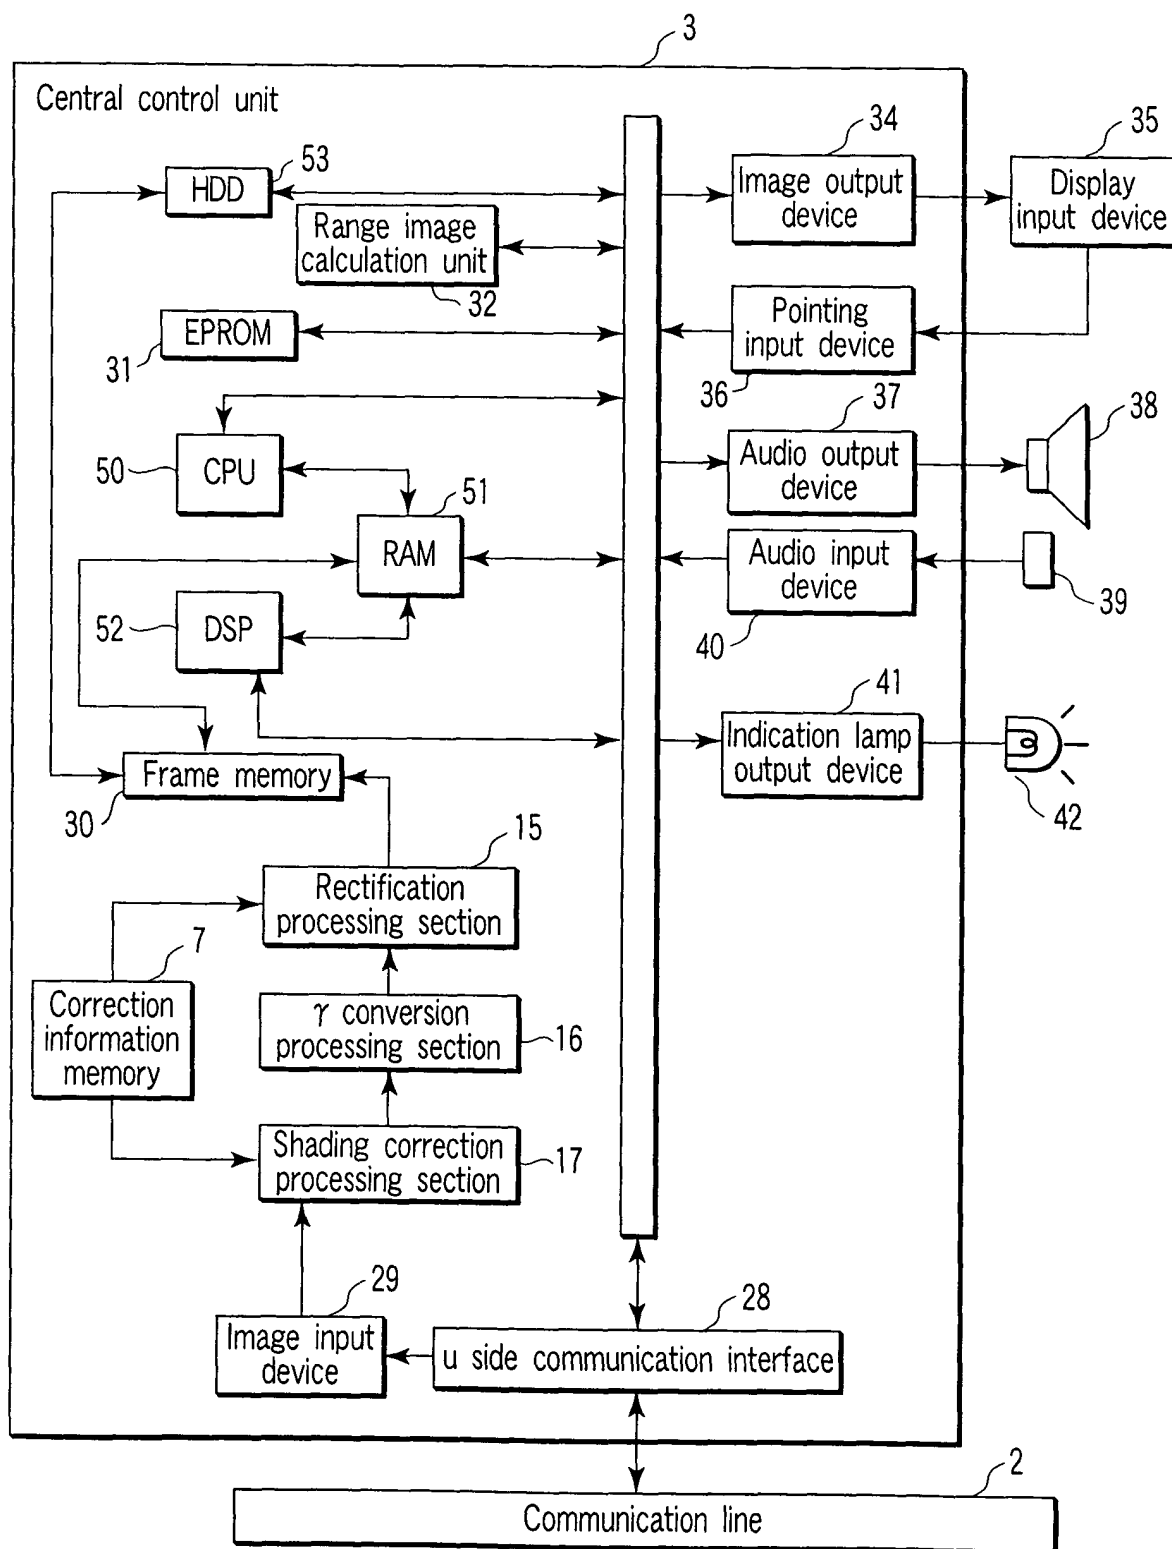 3
Central control unit
53
HDD
34
Image output
device
35
Display
input device
Range image
calculation unit
32
EPROM
31
Pointing
input device
36
37
38
50
CPU
Audio output
device
51
RAM
Audio input
device
39
40
52
DSP
41
Indication lamp
output device
42
Frame memory
30
15
Rectification
processing section
7
Correction
information
memory
γ conversion
processing section
16
Shading correction
processing section
17
29
Image input
device
28
u side communication interface
2
Communication line